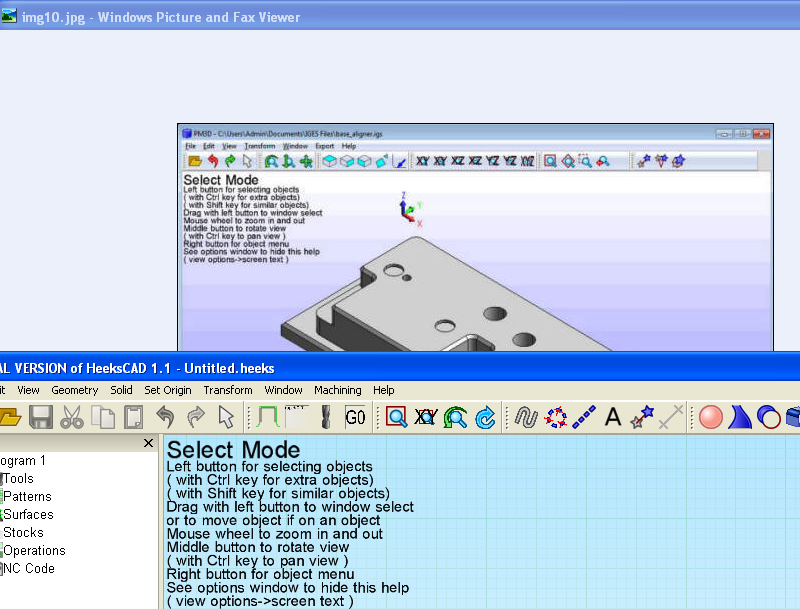 img10.jpg - Windows Picture and Fax Viewer
PM3D - C:\Users\Admin\Documents\IGES Files\base_aligner.igs
File Edit View Transform Window Export Help
XY XY XZ XZ YZ YZ XYZ
Select Mode
Left button for selecting objects
( with Ctrl key for extra objects)
( with Shift key for similar objects)
Drag with left button to window select
Mouse wheel to zoom in and out
Middle button to rotate view
( with Ctrl key to pan view )
Right button for object menu
See options window to hide this help
( view options->screen text )
Z
Y
X
AL VERSION of HeeksCAD 1.1 - Untitled.heeks
it View Geometry Solid Set Origin Transform Window Machining Help
G0 XY A
ogram 1
Tools
Patterns
Surfaces
Stocks
Operations
NC Code
Select Mode
Left button for selecting objects
( with Ctrl key for extra objects)
( with Shift key for similar objects)
Drag with left button to window select
or to move object if on an object
Mouse wheel to zoom in and out
Middle button to rotate view
( with Ctrl key to pan view )
Right button for object menu
See options window to hide this help
( view options->screen text )